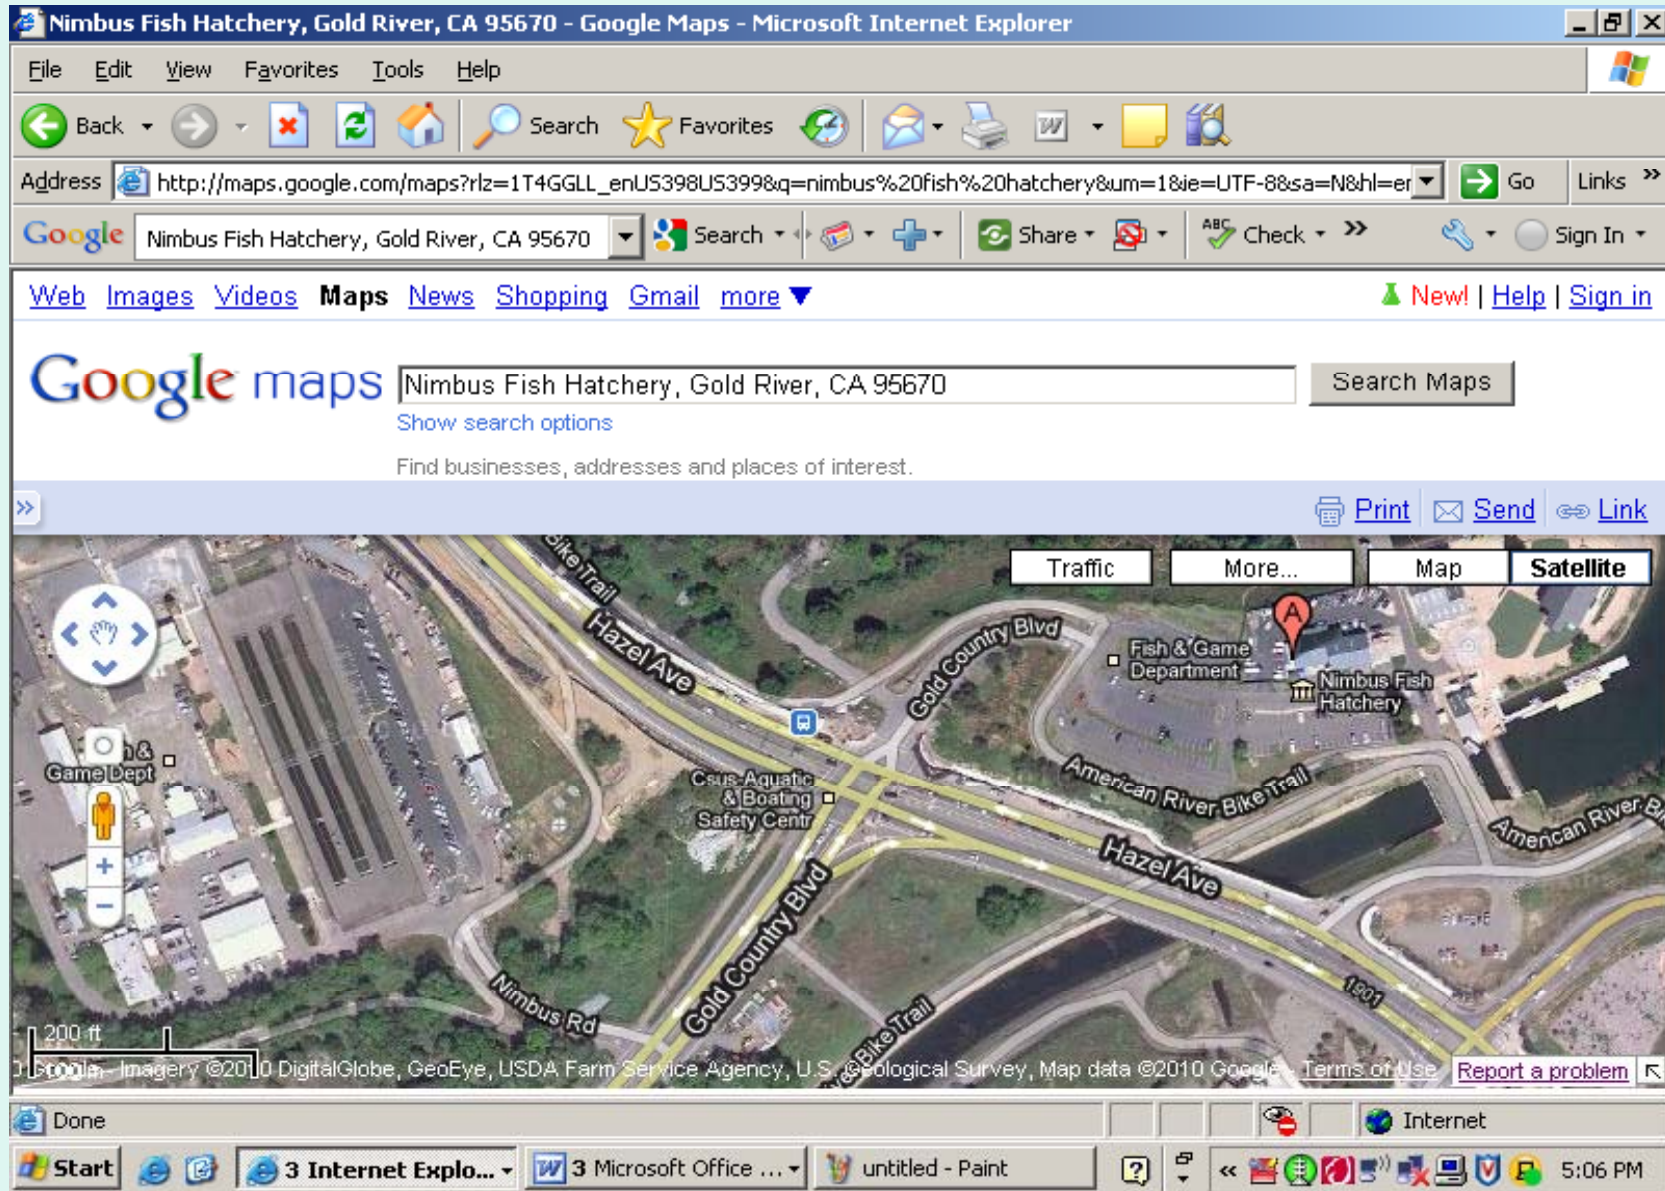 Nimbus Fish Hatchery, Gold River, CA 95670 - Google Maps - Microsoft Internet Explorer
File Edit View Favorites Tools Help
Back Search Favorites
Address http://maps.google.com/maps?rlz=1T4GGLL_enUS398US399&q=nimbus%20fish%20hatchery&um=1&ie=UTF-8&sa=N&hl=er Go Links »
Google Nimbus Fish Hatchery, Gold River, CA 95670 Search Share ABC Check » Sign In
Web Images Videos Maps News Shopping Gmail more ▼ New! | Help | Sign in
Google maps Nimbus Fish Hatchery, Gold River, CA 95670 Search Maps
Show search options
Find businesses, addresses and places of interest.
» Print Send Link
Traffic More... Map Satellite
Bike Trail
Hazel Ave
Gold Country Blvd
A
Fish & Game
Department
Nimbus Fish
Hatchery
Game Dept
Csus-Aquatic
& Boating
Safety Centr
American River Bike Trail
American River
Hazel Ave
Gold Country Blvd
Nimbus Rd
Bike Trail
1901
200 ft
Imagery ©2010 DigitalGlobe, GeoEye, USDA Farm Service Agency, U.S. Geological Survey, Map data ©2010 Google - Terms of Use Report a problem
Done Internet
Start 3 Internet Explo... W 3 Microsoft Office ... untitled - Paint ? « 5:06 PM